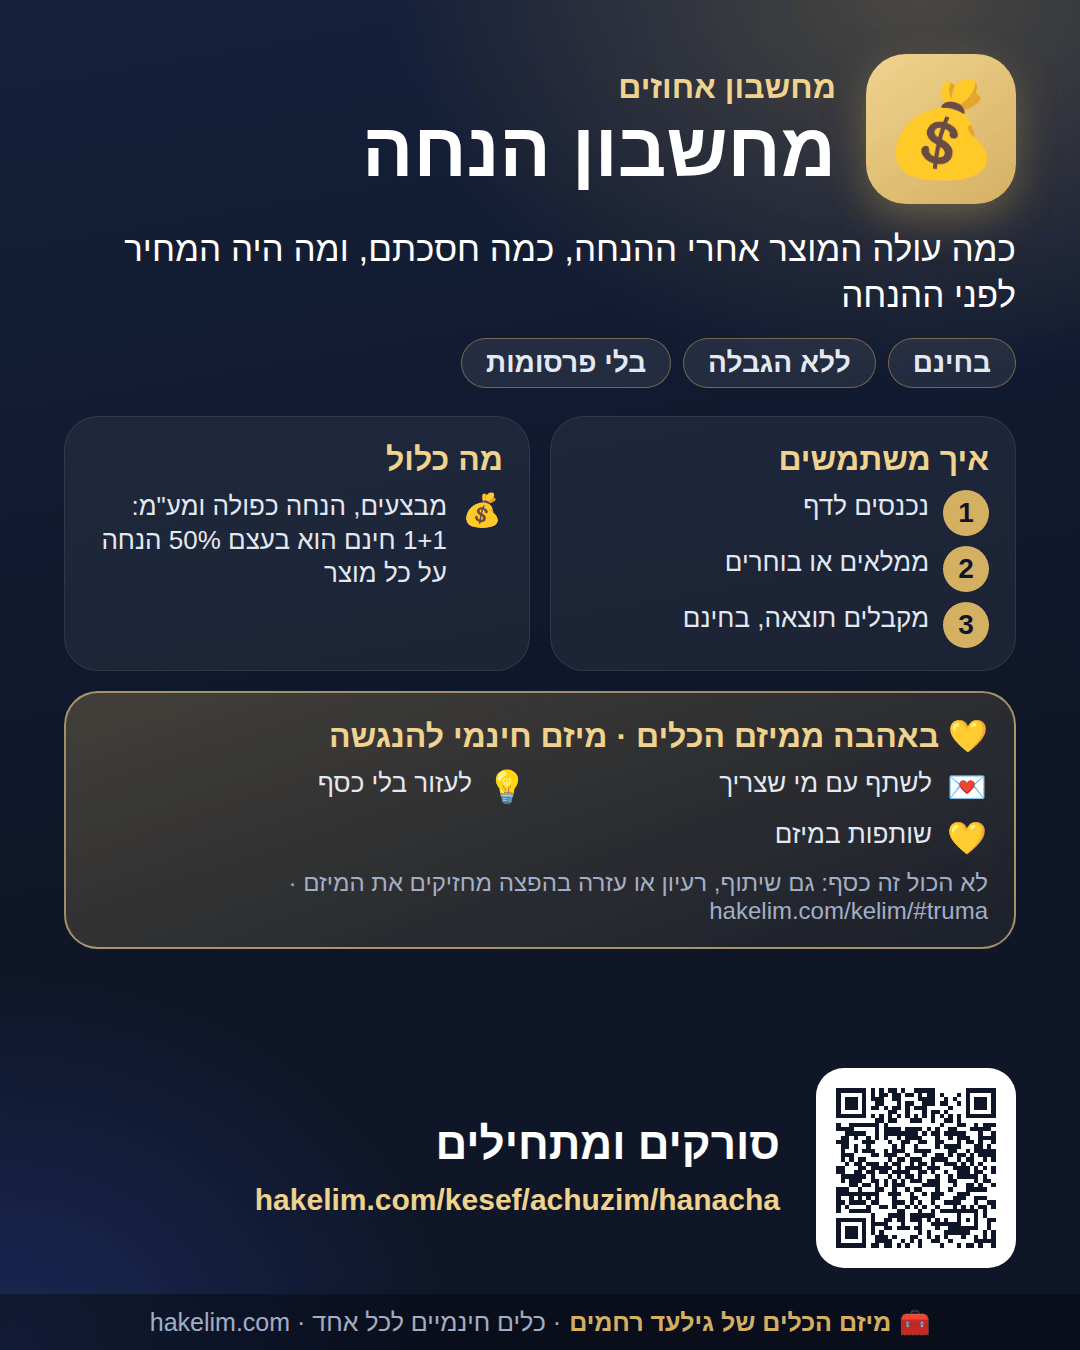 מחשבון אחוזים
מחשבון הנחה
כמה עולה המוצר אחרי ההנחה, כמה חסכתם, ומה היה המחיר
לפני ההנחה
בחינם
ללא הגבלה
בלי פרסומות
איך משתמשים
1 נכנסים לדף
2 ממלאים או בוחרים
3 מקבלים תוצאה, בחינם
מה כלול
מבצעים, הנחה כפולה ומע"מ:
1+1 חינם הוא בעצם 50% הנחה
על כל מוצר
💛 באהבה ממיזם הכלים · מיזם חינמי להנגשה
💌 לשתף עם מי שצריך
💡 לעזור בלי כסף
💛 שותפות במיזם
לא הכול זה כסף: גם שיתוף, רעיון או עזרה בהפצה מחזיקים את המיזם ·
hakelim.com/kelim/#truma
סורקים ומתחילים
hakelim.com/kesef/achuzim/hanacha
🧰 מיזם הכלים של גילעד רחמים · כלים חינמיים לכל אחד · hakelim.com